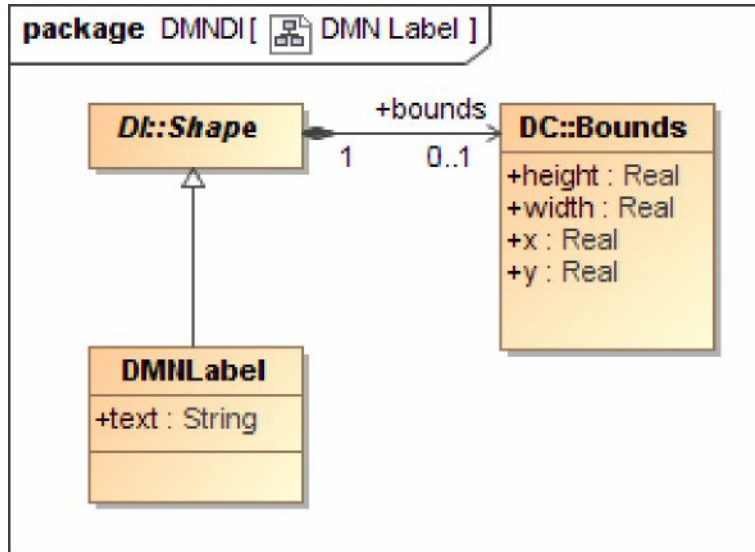 package DMNDI [ DMN Label ]
DI::Shape
+bounds
1
0..1
DC::Bounds
+height : Real
+width : Real
+x : Real
+y : Real
DMNLabel
+text : String